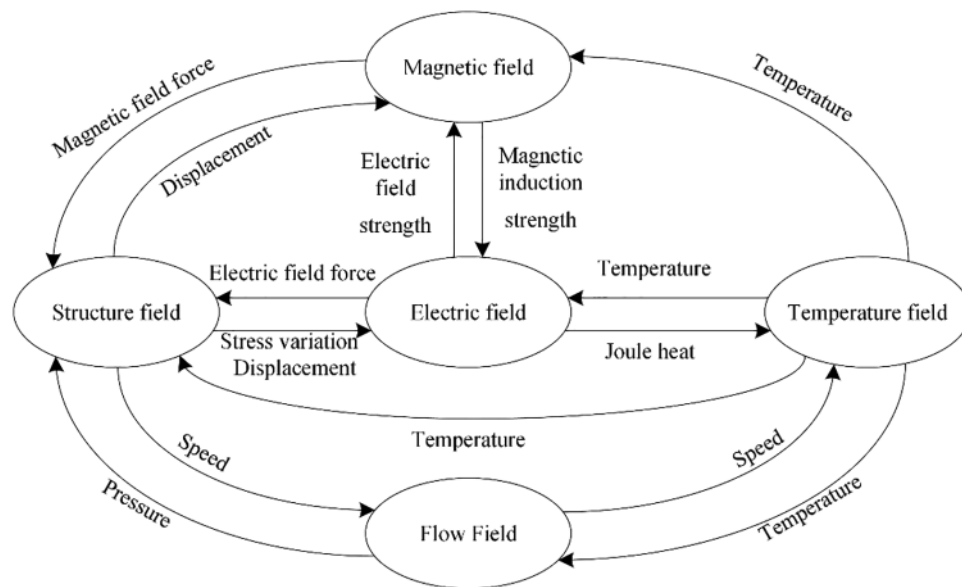 Magnetic field
Magnetic field force
Temperature
Displacement
Electric
field
strength
Magnetic
induction
strength
Electric field force
Temperature
Structure field
Electric field
Temperature field
Stress variation
Displacement
Joule heat
Temperature
Speed
Speed
Pressure
Temperature
Flow Field